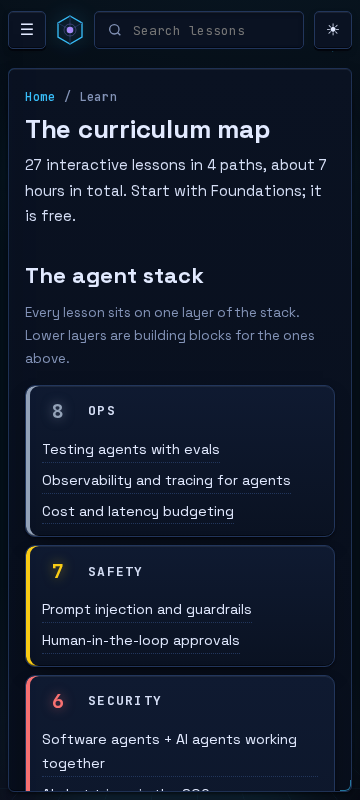 Search lessons
Home / Learn
The curriculum map
27 interactive lessons in 4 paths, about 7
hours in total. Start with Foundations; it
is free.
The agent stack
Every lesson sits on one layer of the stack.
Lower layers are building blocks for the ones
above.
8 OPS
Testing agents with evals
Observability and tracing for agents
Cost and latency budgeting
7 SAFETY
Prompt injection and guardrails
Human-in-the-loop approvals
6 SECURITY
Software agents + AI agents working
together